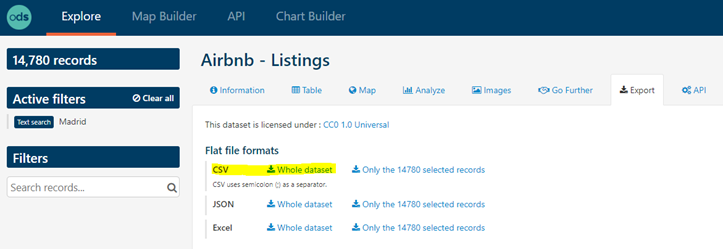 ods Explore Map Builder API Chart Builder
14,780 records
Active filters Clear all
Text search Madrid
Filters
Search records...
Airbnb - Listings
Information Table Map Analyze Images Go Further Export API
This dataset is licensed under : CC0 1.0 Universal
Flat file formats
CSV Whole dataset Only the 14780 selected records
CSV uses semicolon (;) as a separator.
JSON Whole dataset Only the 14780 selected records
Excel Whole dataset Only the 14780 selected records